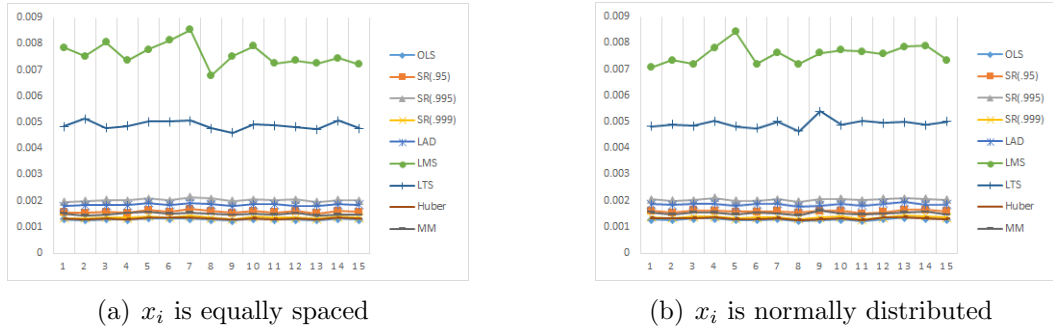 0.009
0.008
0.007
0.006
0.005
0.004
0.003
0.002
0.001
0
1 2 3 4 5 6 7 8 9 10 11 12 13 14 15
OLS
SR(.95)
SR(.995)
SR(.999)
LAD
LMS
LTS
Huber
MM
(a) x_i is equally spaced
0.009
0.008
0.007
0.006
0.005
0.004
0.003
0.002
0.001
0
1 2 3 4 5 6 7 8 9 10 11 12 13 14 15
OLS
SR(.95)
SR(.995)
SR(.999)
LAD
LMS
LTS
Huber
MM
(b) x_i is normally distributed